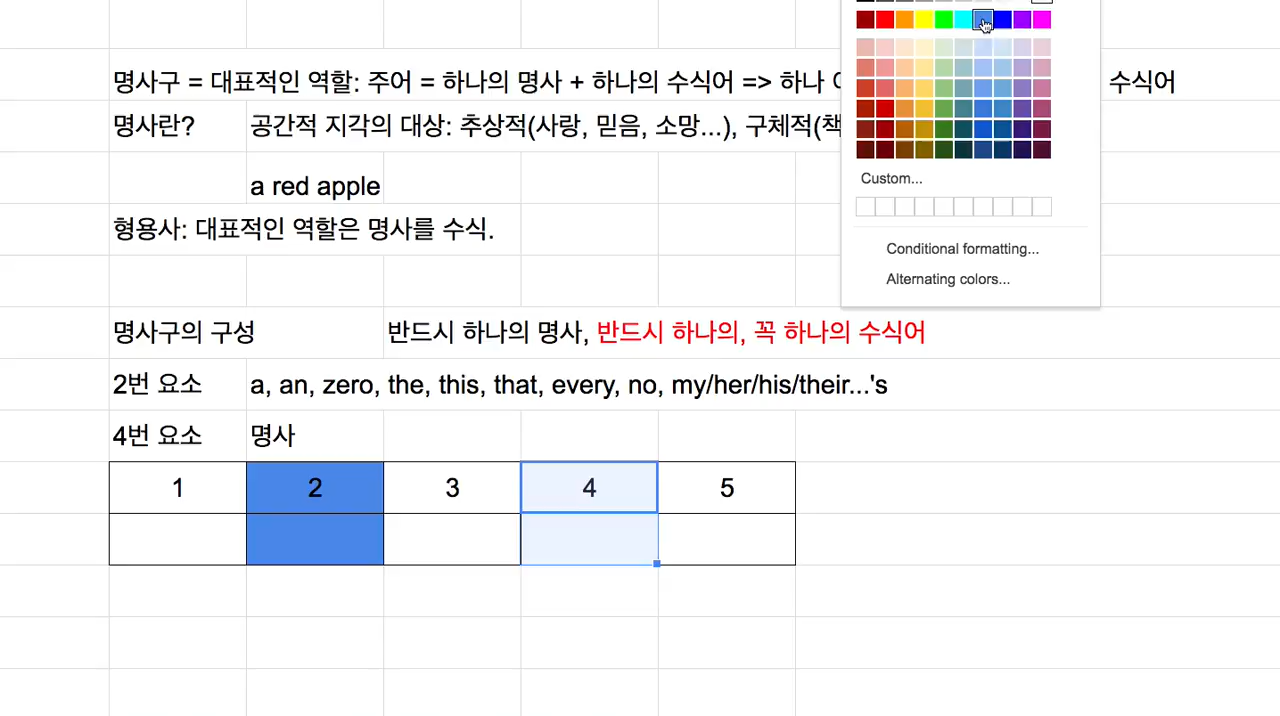 명사구 = 대표적인 역할: 주어 = 하나의 명사 + 하나의 수식어 => 하나 수식어
명사란? 공간적 지각의 대상: 추상적(사랑, 믿음, 소망...), 구체적(책
a red apple
형용사: 대표적인 역할은 명사를 수식.
Custom...
Conditional formatting...
Alternating colors...
명사구의 구성 반드시 하나의 명사, 반드시 하나의, 꼭 하나의 수식어
2번 요소 a, an, zero, the, this, that, every, no, my/her/his/their...'s
4번 요소 명사
1 2 3 4 5